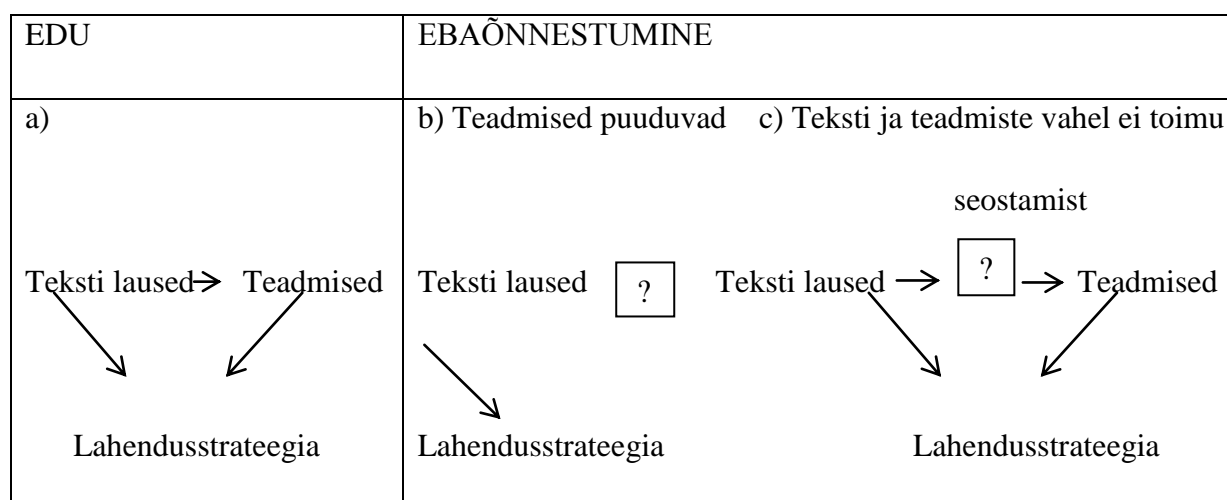 EDU
EBAÕNNESTUMINE
a)
b) Teadmised puuduvad
c) Teksti ja teadmiste vahel ei toimu
seostamist
Teksti laused
Teadmised
Lahendusstrateegia
Teksti laused
?
Lahendusstrateegia
Teksti laused
?
Teadmised
Lahendusstrateegia